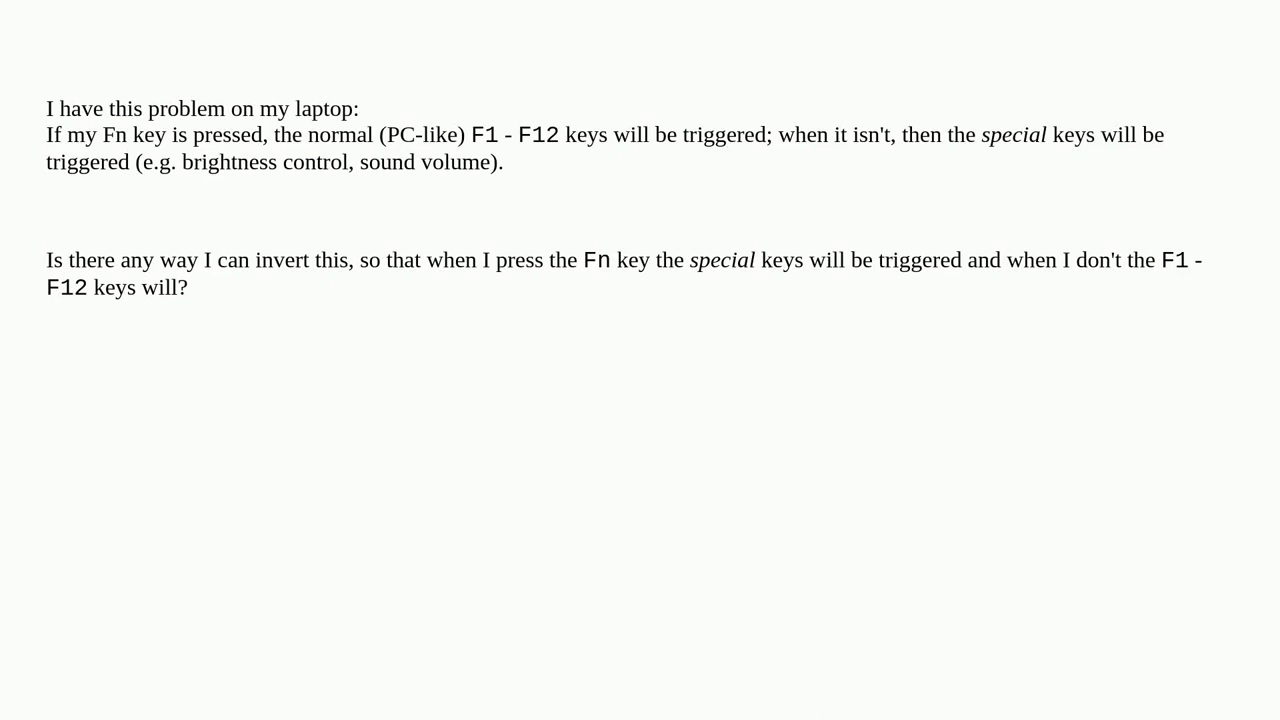 I have this problem on my laptop:
If my Fn key is pressed, the normal (PC-like) F1 - F12 keys will be triggered; when it isn't, then the special keys will be
triggered (e.g. brightness control, sound volume).
Is there any way I can invert this, so that when I press the Fn key the special keys will be triggered and when I don't the F1 -
F12 keys will?